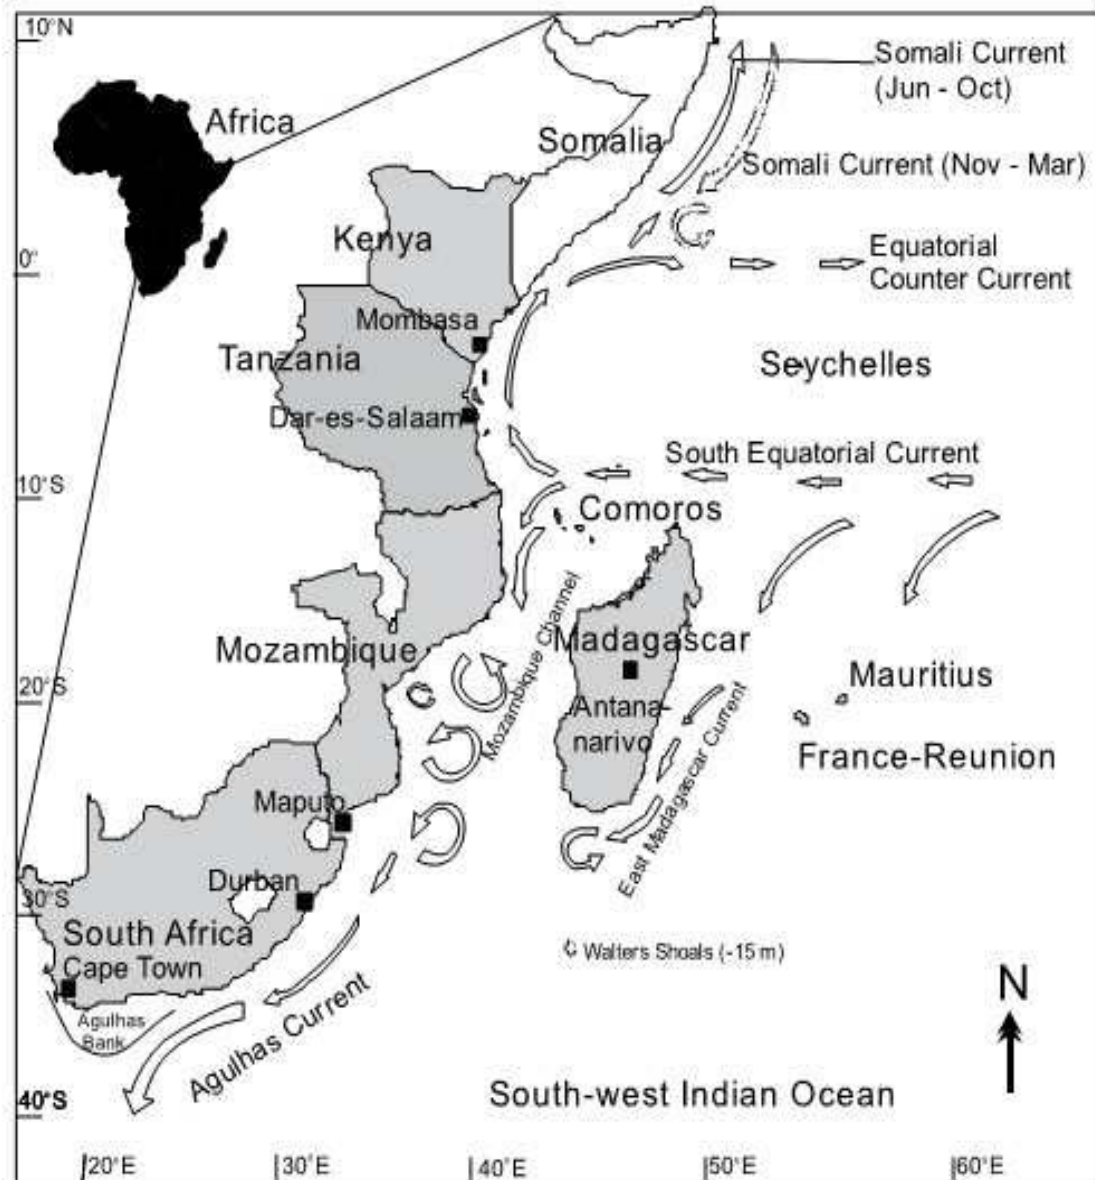 10°N
Somali Current
(Jun - Oct)
Africa
Somalia
Somali Current (Nov - Mar)
Kenya
Equatorial
Counter Current
0°
Mombasa
Tanzania
Seychelles
Dar-es-Salaam
South Equatorial Current
10°S
Comoros
Mozambique Channel
Madagascar
Mozambique
Mauritius
20°S
Antana-
narivo
East Madagascar Current
France-Reunion
Maputo
Durban
30°S
South Africa
Walters Shoals (-15 m)
Cape Town
N
Agulhas
Bank
Agulhas Current
South-west Indian Ocean
40°S
20°E
30°E
40°E
50°E
60°E